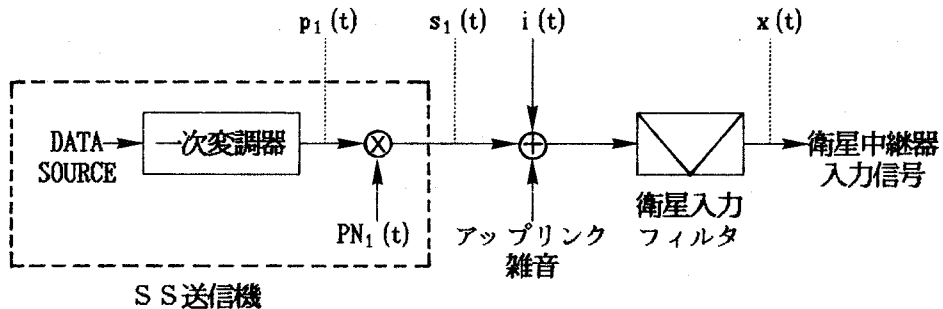 p₁(t)
s₁(t)
i(t)
x(t)
DATA
SOURCE
一次変調器
PN₁(t)
アップリンク
雑音
衛星入力
フィルタ
衛星中継器
入力信号
ＳＳ送信機